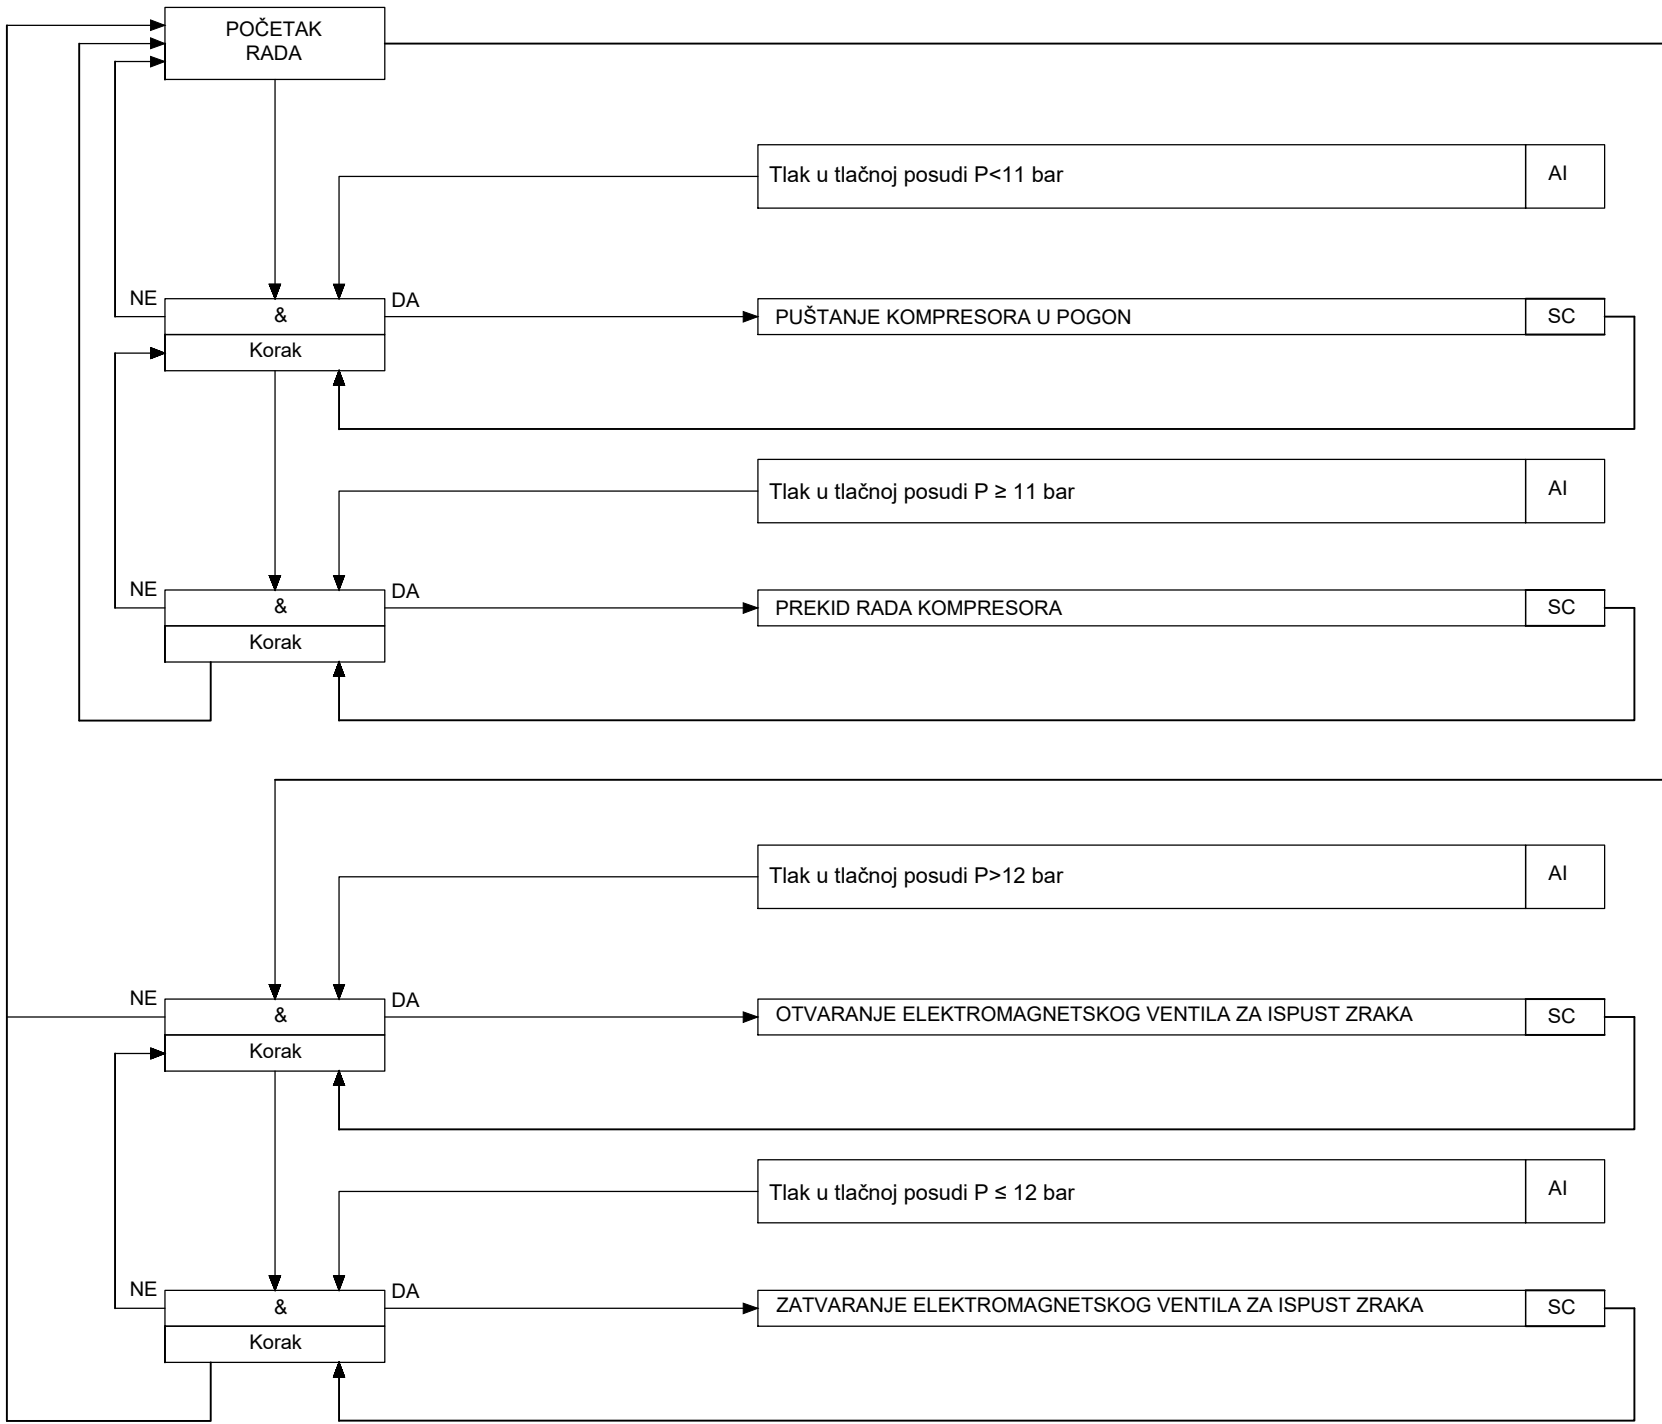 POČETAK
RADA
Tlak u tlačnoj posudi P<11 bar
AI
NE
&
DA
PUŠTANJE KOMPRESORA U POGON
SC
Korak
Tlak u tlačnoj posudi P ≥ 11 bar
AI
NE
&
DA
PREKID RADA KOMPRESORA
SC
Korak
Tlak u tlačnoj posudi P>12 bar
AI
NE
&
DA
OTVARANJE ELEKTROMAGNETSKOG VENTILA ZA ISPUST ZRAKA
SC
Korak
Tlak u tlačnoj posudi P ≤ 12 bar
AI
NE
&
DA
ZATVARANJE ELEKTROMAGNETSKOG VENTILA ZA ISPUST ZRAKA
SC
Korak